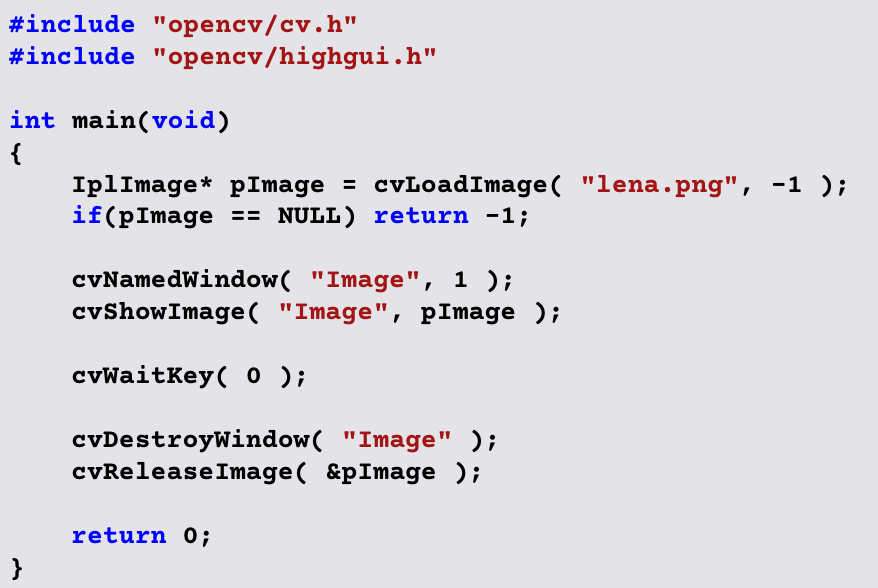 #include "opencv/cv.h"
#include "opencv/highgui.h"

int main(void)
{
    IplImage* pImage = cvLoadImage( "lena.png", -1 );
    if(pImage == NULL) return -1;

    cvNamedWindow( "Image", 1 );
    cvShowImage( "Image", pImage );

    cvWaitKey( 0 );

    cvDestroyWindow( "Image" );
    cvReleaseImage( &pImage );

    return 0;
}